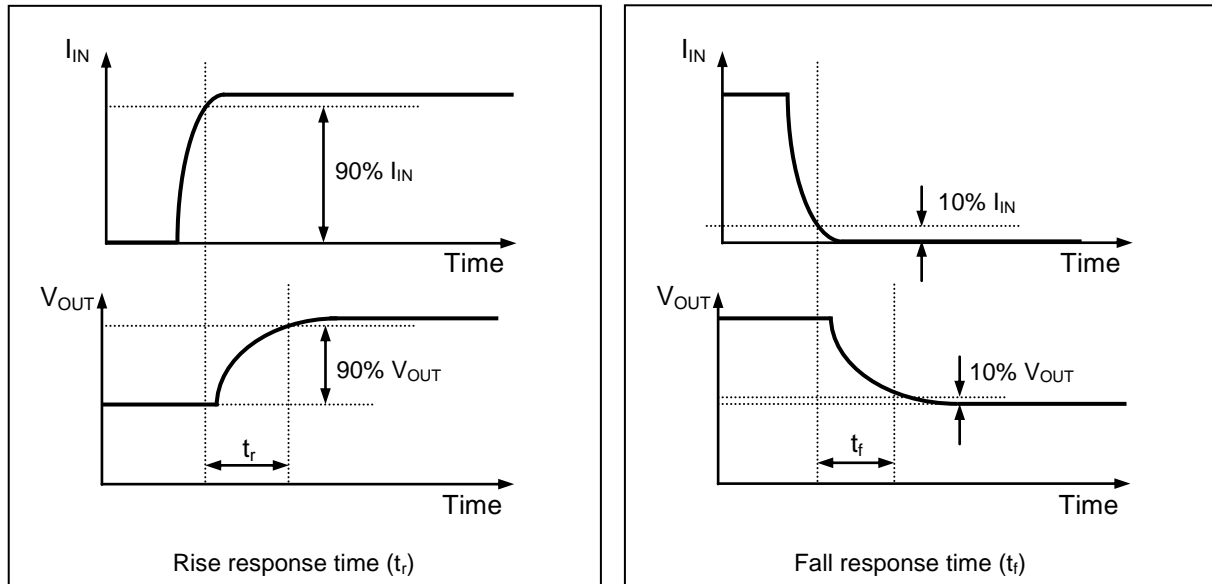 I_IN
90% I_IN
Time
V_OUT
90% V_OUT
t_r
Time
Rise response time (t_r)
I_IN
10% I_IN
Time
V_OUT
10% V_OUT
t_f
Time
Fall response time (t_f)